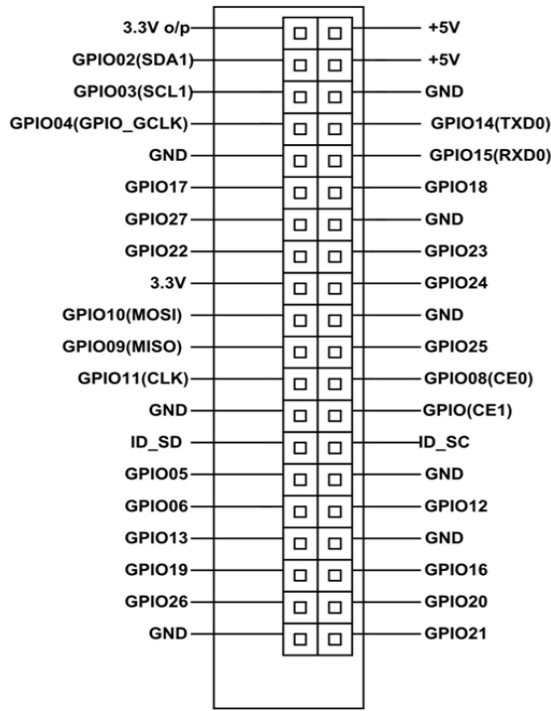 3.3V o/p +5V
GPIO02(SDA1) +5V
GPIO03(SCL1) GND
GPIO04(GPIO_GCLK) GPIO14(TXD0)
GND GPIO15(RXD0)
GPIO17 GPIO18
GPIO27 GND
GPIO22 GPIO23
3.3V GPIO24
GPIO10(MOSI) GND
GPIO09(MISO) GPIO25
GPIO11(CLK) GPIO08(CE0)
GND GPIO(CE1)
ID_SD ID_SC
GPIO05 GND
GPIO06 GPIO12
GPIO13 GND
GPIO19 GPIO16
GPIO26 GPIO20
GND GPIO21